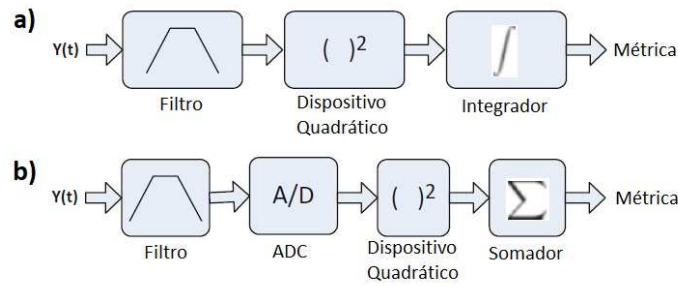 a)
Y(t)
( )²
∫
Métrica
Filtro
Dispositivo
Quadrático
Integrador
b)
Y(t)
A/D
( )²
Σ
Métrica
Filtro
ADC
Dispositivo
Quadrático
Somador